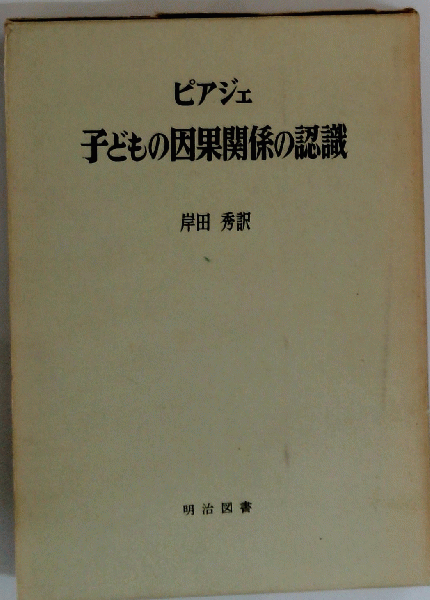 ピアジェ
子どもの因果関係の認識
岸田 秀訳
明治図書